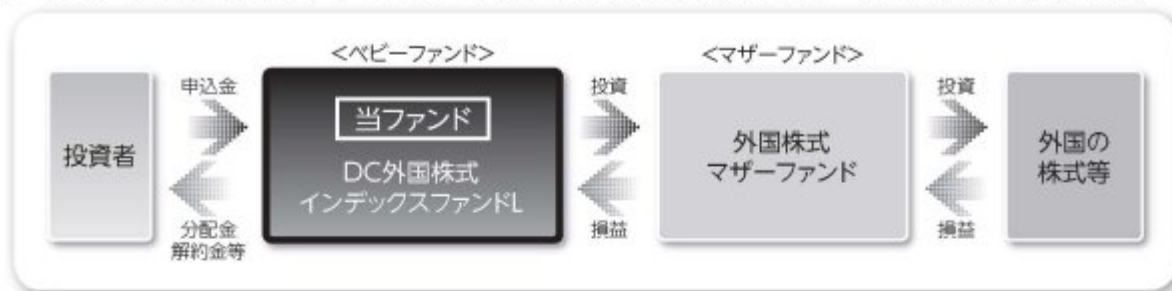 <ベビーファンド>
<マザーファンド>
申込金
投資
投資
投資者
当ファンド
DC外国株式
インデックスファンドL
外国株式
マザーファンド
外国の
株式等
分配金
解約金等
損益
損益